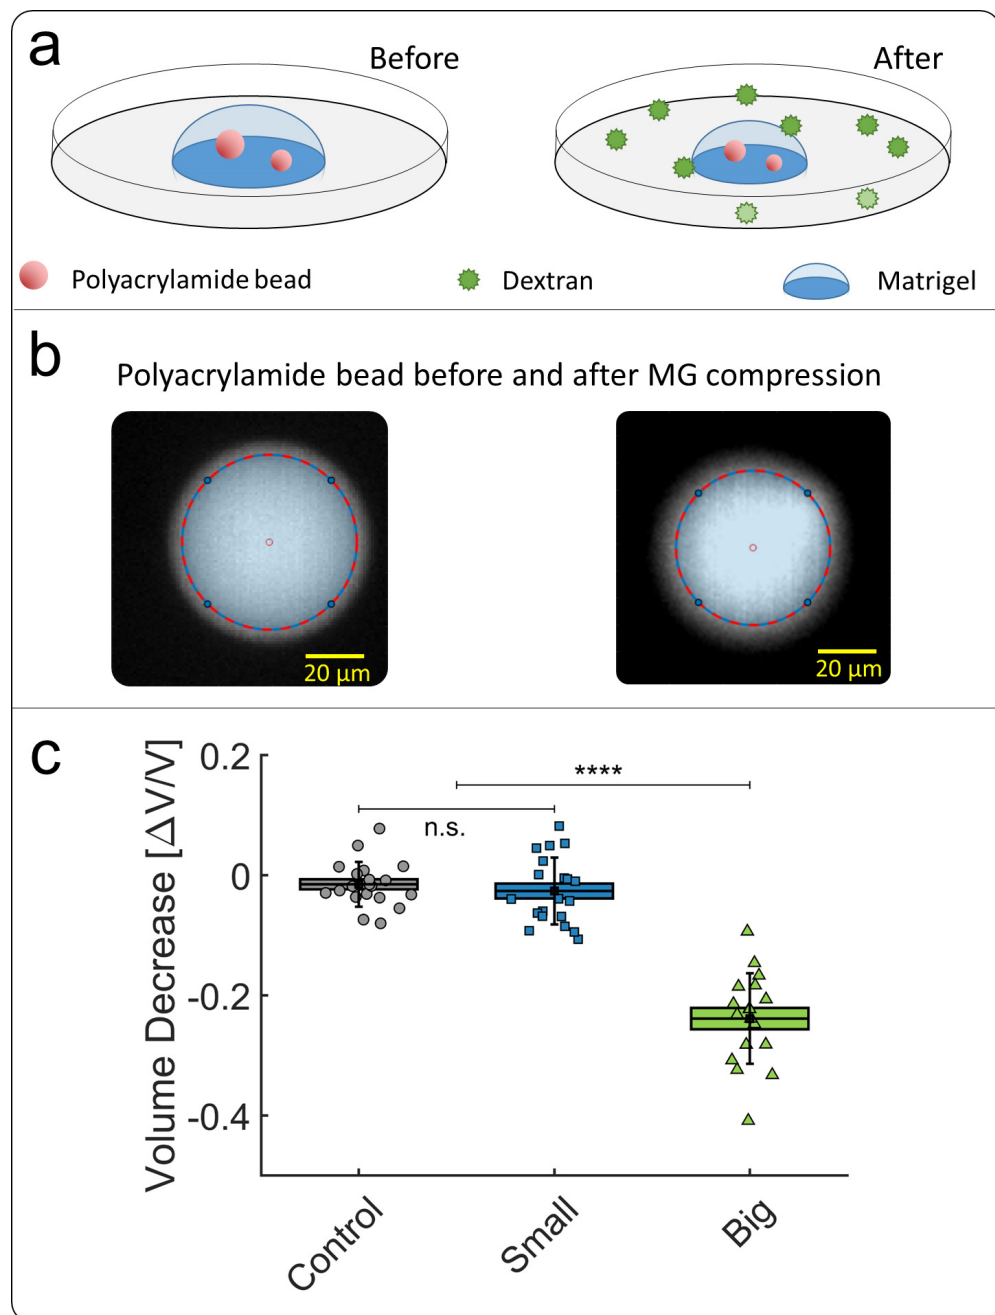 a
Before
After
Polyacrylamide bead
Dextran
Matrigel
b
Polyacrylamide bead before and after MG compression
20 μm
20 μm
c
Volume Decrease [ΔV/V]
0.2
0
-0.2
-0.4
****
n.s.
Control
Small
Big